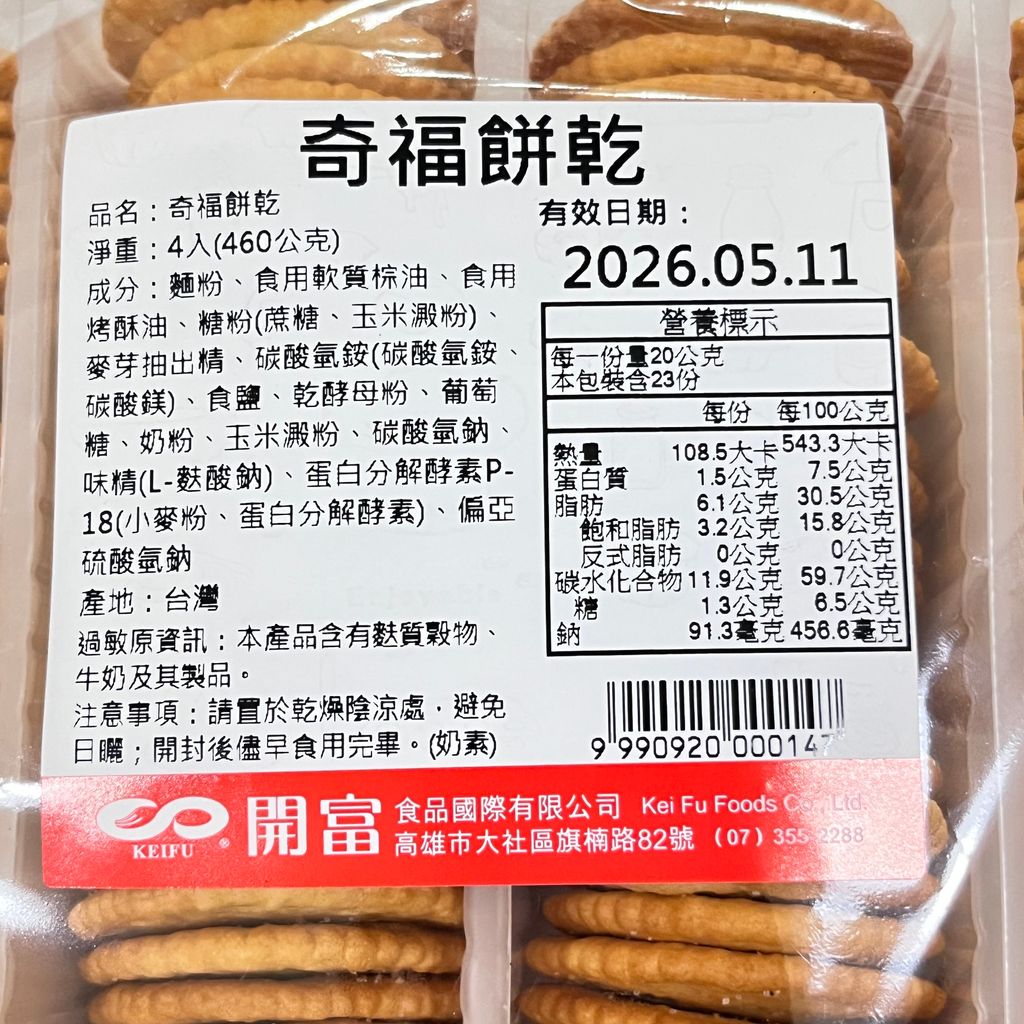 奇福餅乾
品名：奇福餅乾
淨重：4入(460公克)
成分：麵粉、食用軟質棕油、食用
烤酥油、糖粉(蔗糖、玉米澱粉)、
麥芽抽出精、碳酸氫銨(碳酸氫銨、
碳酸鎂)、食鹽、乾酵母粉、葡萄
糖、奶粉、玉米澱粉、碳酸氫鈉、
味精(L-麩酸鈉)、蛋白分解酵素P-
18(小麥粉、蛋白分解酵素)、偏亞
硫酸氫鈉
產地：台灣
過敏原資訊：本產品含有麩質穀物、
牛奶及其製品。
注意事項：請置於乾燥陰涼處，避免
日曬；開封後儘早食用完畢。(奶素)
有效日期：
2026.05.11
營養標示
每一份量20公克
本包裝含23份
每份 每100公克
熱量 108.5大卡 543.3大卡
蛋白質 1.5公克 7.5公克
脂肪 6.1公克 30.5公克
飽和脂肪 3.2公克 15.8公克
反式脂肪 0公克 0公克
碳水化合物 11.9公克 59.7公克
糖 1.3公克 6.5公克
鈉 91.3毫克 456.6毫克
9 990920 000147
KEIFU ® 開富 食品國際有限公司 Kei Fu Foods Co., Ltd.
高雄市大社區旗楠路82號 (07) 355-2288